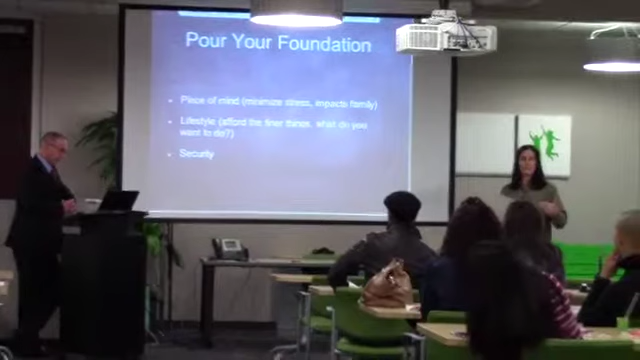 Pour Your Foundation
• Piece of mind (minimize stress, impacts family)
• Lifestyle (afford the finer things. what do you
want to do?)
• Security